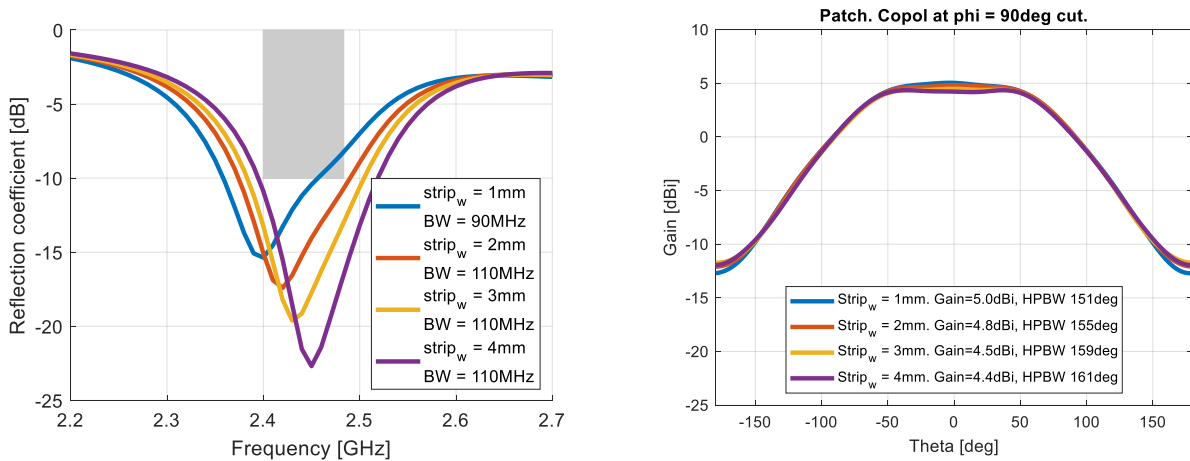 0
-5
-10
-15
-20
-25
2.2
2.3
2.4
2.5
2.6
2.7
Reflection coefficient [dB]
Frequency [GHz]
strip_w = 1mm
BW = 90MHz
strip_w = 2mm
BW = 110MHz
strip_w = 3mm
BW = 110MHz
strip_w = 4mm
BW = 110MHz
Patch. Copol at phi = 90deg cut.
10
5
0
-5
-10
-15
-20
-25
-150
-100
-50
0
50
100
150
Gain [dBi]
Theta [deg]
Strip_w = 1mm. Gain=5.0dBi, HPBW 151deg
Strip_w = 2mm. Gain=4.8dBi, HPBW 155deg
Strip_w = 3mm. Gain=4.5dBi, HPBW 159deg
Strip_w = 4mm. Gain=4.4dBi, HPBW 161deg